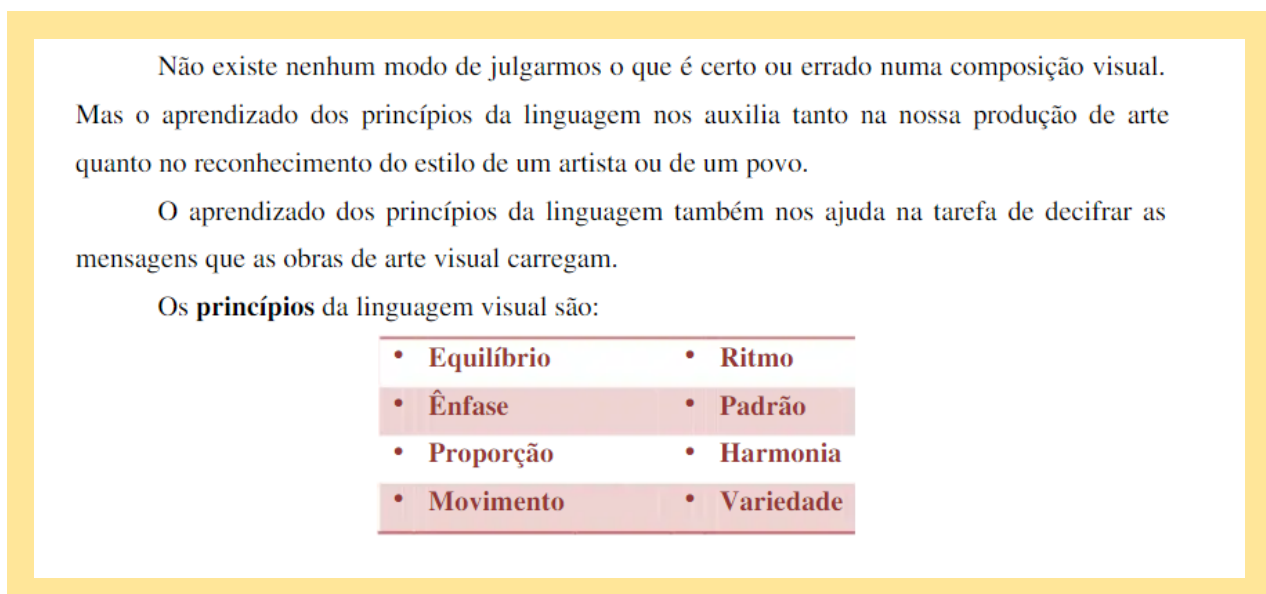 Não existe nenhum modo de julgarmos o que é certo ou errado numa composição visual.
Mas o aprendizado dos princípios da linguagem nos auxilia tanto na nossa produção de arte
quanto no reconhecimento do estilo de um artista ou de um povo.
O aprendizado dos princípios da linguagem também nos ajuda na tarefa de decifrar as
mensagens que as obras de arte visual carregam.
Os princípios da linguagem visual são:
• Equilíbrio • Ritmo
• Ênfase • Padrão
• Proporção • Harmonia
• Movimento • Variedade